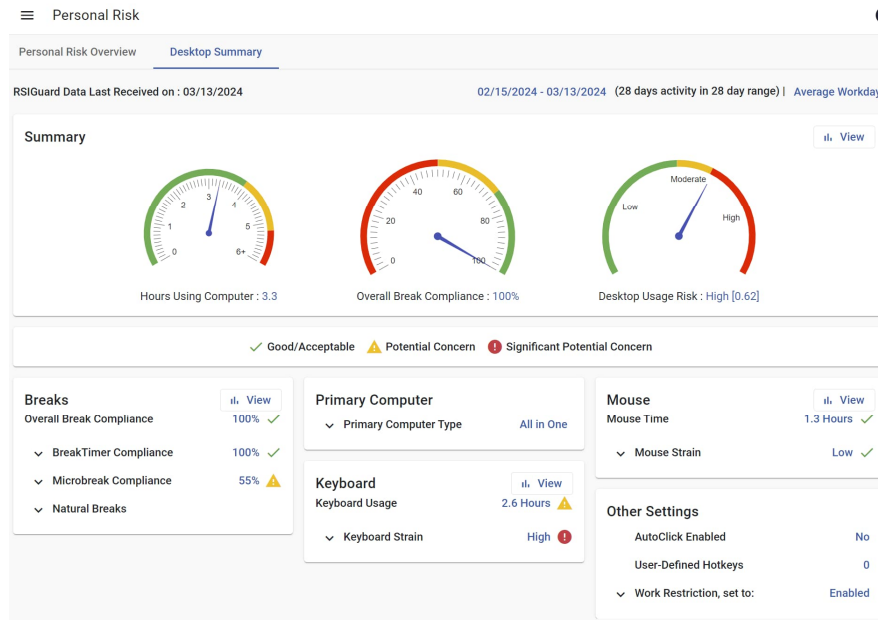 Personal Risk
Personal Risk Overview
Desktop Summary
RSIGuard Data Last Received on : 03/13/2024
02/15/2024 - 03/13/2024 (28 days activity in 28 day range) | Average Workday
Summary
View
0 1 2 3 4 5 6+
0 20 40 60 80 100
Low Moderate High
Hours Using Computer : 3.3
Overall Break Compliance : 100%
Desktop Usage Risk : High [0.62]
Good/Acceptable
Potential Concern
Significant Potential Concern
Breaks
View
Overall Break Compliance 100%
BreakTimer Compliance 100%
Microbreak Compliance 55%
Natural Breaks
Primary Computer
Primary Computer Type All in One
Keyboard
View
Keyboard Usage 2.6 Hours
Keyboard Strain High
Mouse
View
Mouse Time 1.3 Hours
Mouse Strain Low
Other Settings
AutoClick Enabled No
User-Defined Hotkeys 0
Work Restriction, set to: Enabled